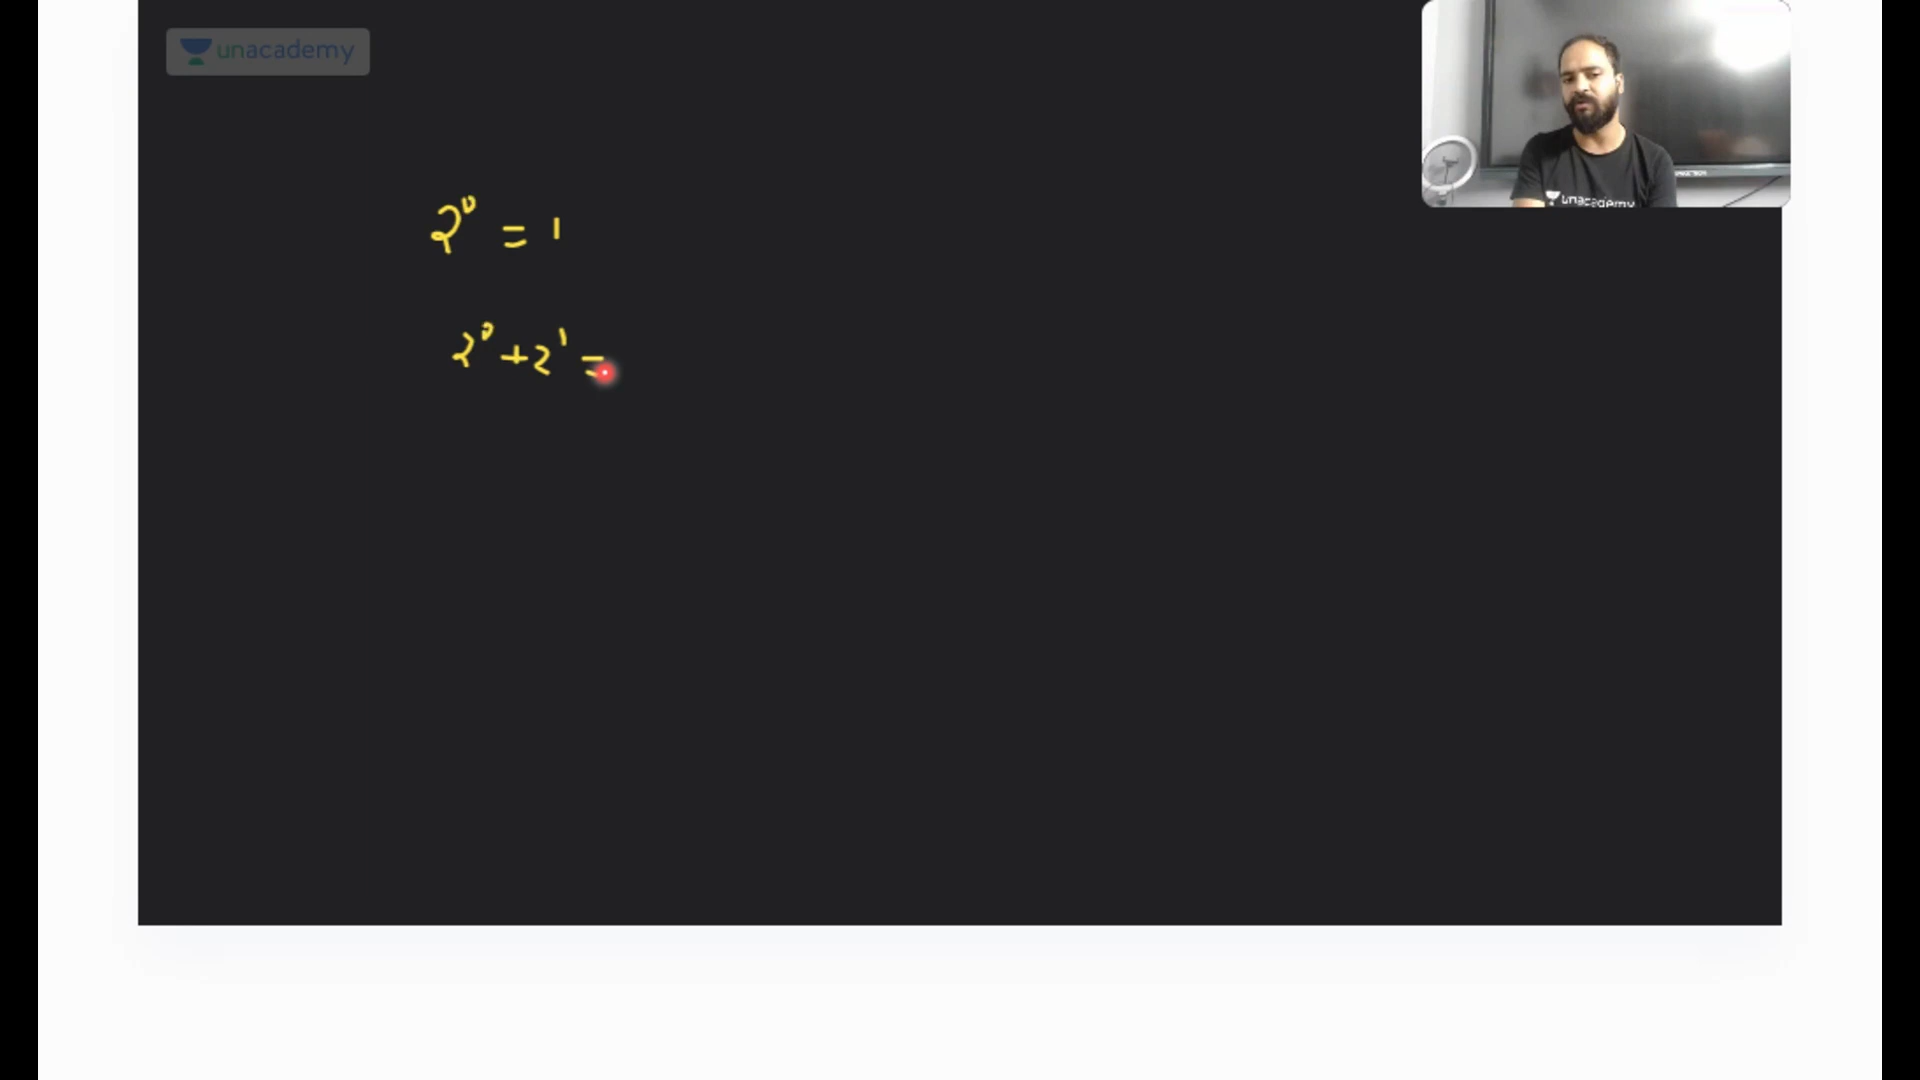 unacademy
unacademy
2⁰ = 1
2⁰ + 2¹ =